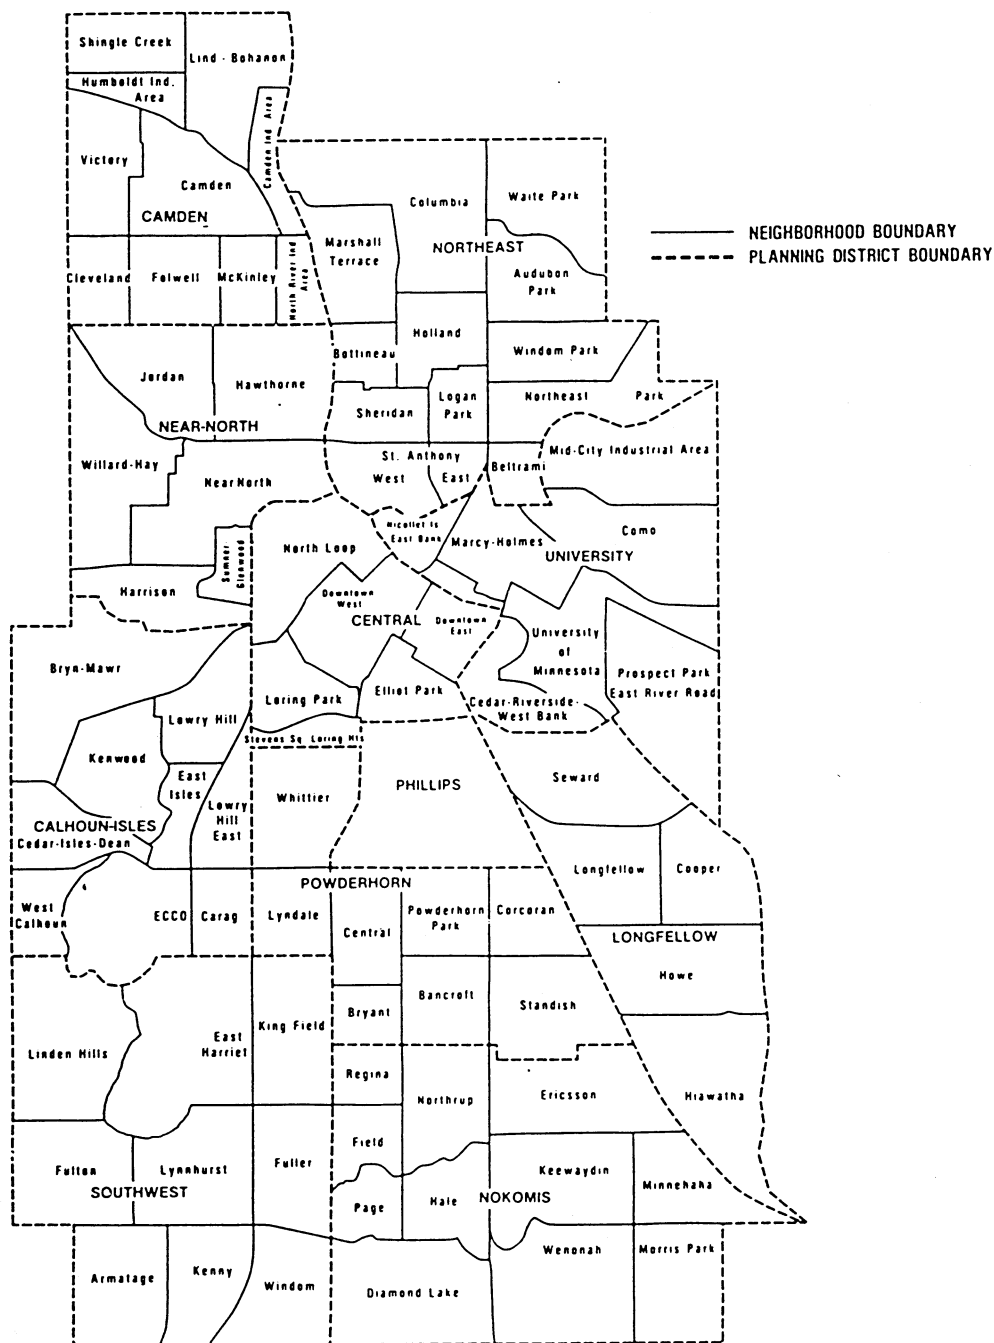 Shingle Creek
Lind - Bohanon
Humboldt Ind.
Area
Camden Ind Area
Victory
Camden
CAMDEN
Columbia
Waite Park
NORTHEAST
Marshall
Terrace
Audubon
Park
NEIGHBORHOOD BOUNDARY
PLANNING DISTRICT BOUNDARY
Cleveland
Folwell
McKinley
North River Ind
Area
Holland
Bottineau
Windom Park
Jordan
Hawthorne
Logan
Park
Northeast Park
Sheridan
NEAR-NORTH
St. Anthony
West
East
Beltrami
Mid-City Industrial Area
Willard-Hay
Near North
Nicollet Is
East Bank
Marcy-Holmes
Como
UNIVERSITY
North Loop
Sumner-
Glenwood
Harrison
Downtown
West
CENTRAL
Downtown
East
University
of
Minnesota
Prospect Park
East River Road
Bryn-Mawr
Loring Park
Elliot Park
Cedar-Riverside-
West Bank
Lowry Hill
Stevens Sq. Loring Hts
Kenwood
East
Isles
Lowry
Hill
East
Whittier
PHILLIPS
Seward
CALHOUN-ISLES
Cedar-Isles-Dean
Longfellow
Cooper
POWDERHORN
West
Calhoun
ECCO
Carag
Lyndale
Central
Powderhorn
Park
Corcoran
LONGFELLOW
Howe
Bancroft
Standish
Bryant
King Field
East
Harriet
Linden Hills
Regina
Northrup
Ericsson
Hiawatha
Field
Fulton
Lynnhurst
Fuller
Keewaydin
Minnehaha
SOUTHWEST
Page
Hale
NOKOMIS
Wenonah
Morris Park
Armatage
Kenny
Windom
Diamond Lake